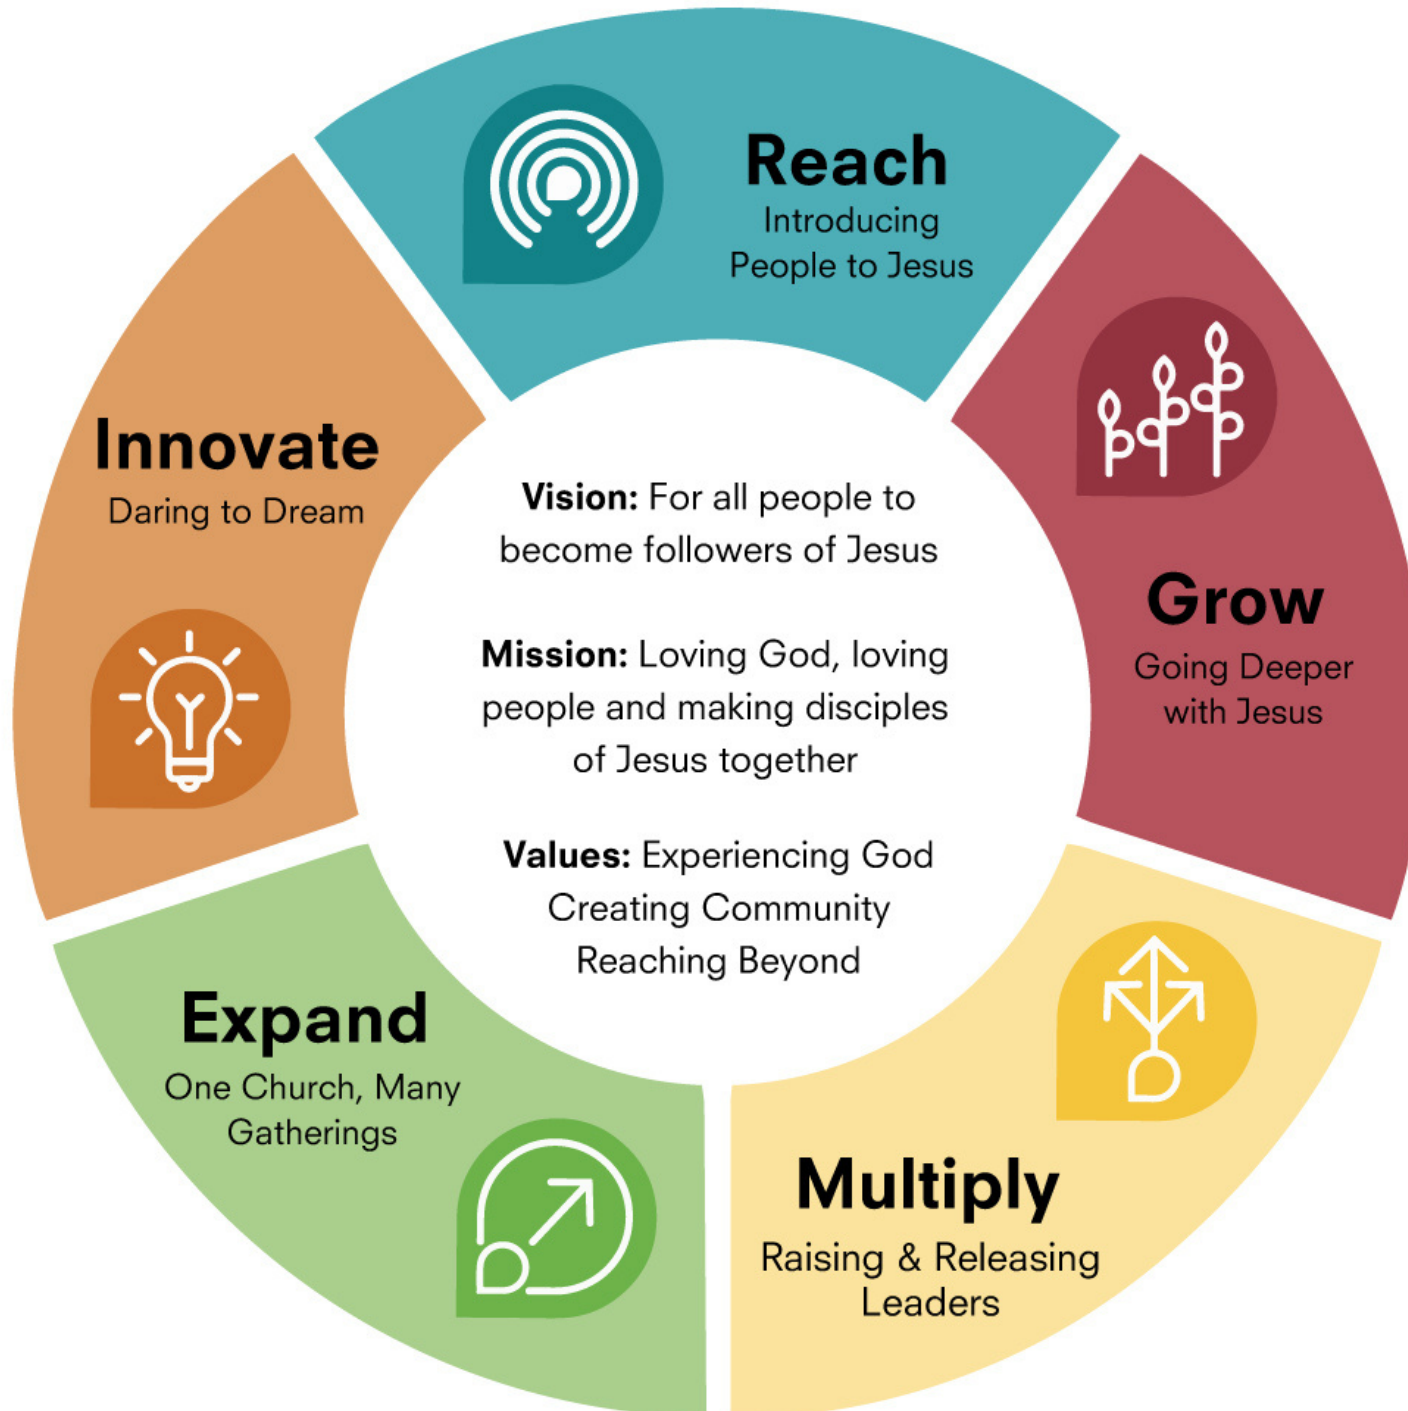 Reach
Introducing
People to Jesus
Grow
Going Deeper
with Jesus
Multiply
Raising & Releasing
Leaders
Expand
One Church, Many
Gatherings
Innovate
Daring to Dream
Vision: For all people to
become followers of Jesus
Mission: Loving God, loving
people and making disciples
of Jesus together
Values: Experiencing God
Creating Community
Reaching Beyond